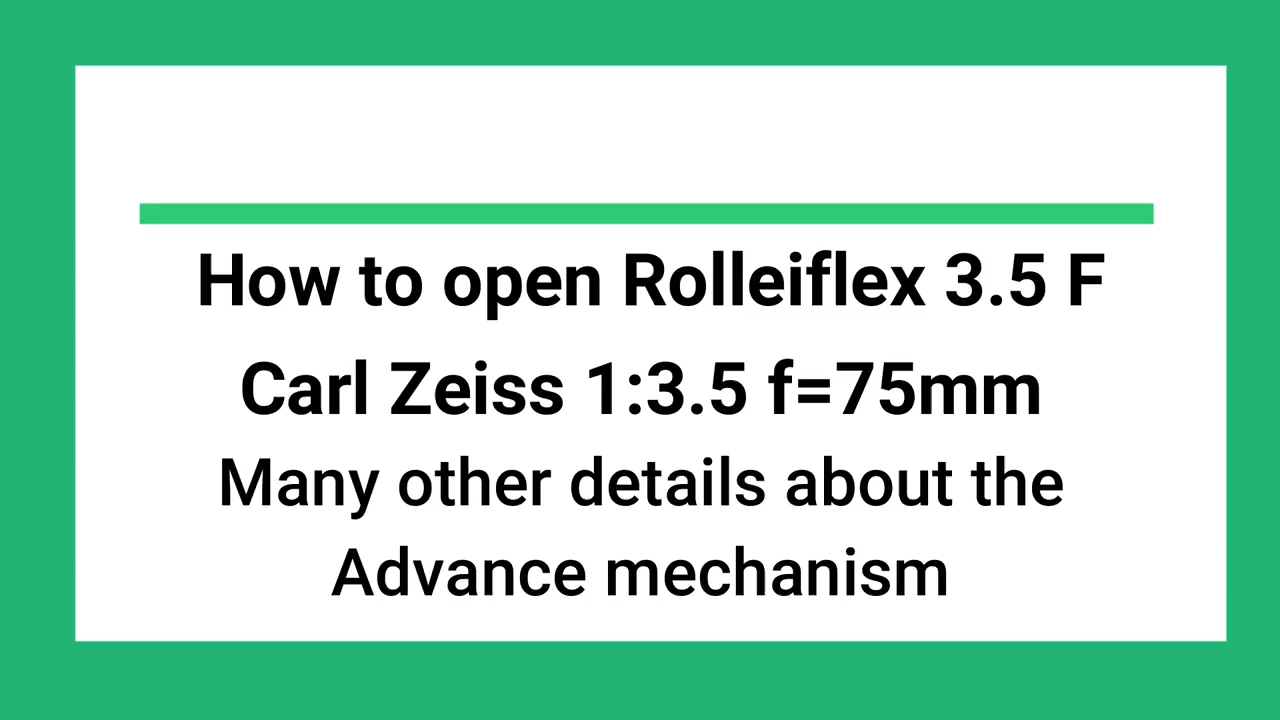 How to open Rolleiflex 3.5 F
Carl Zeiss 1:3.5 f=75mm
Many other details about the
Advance mechanism